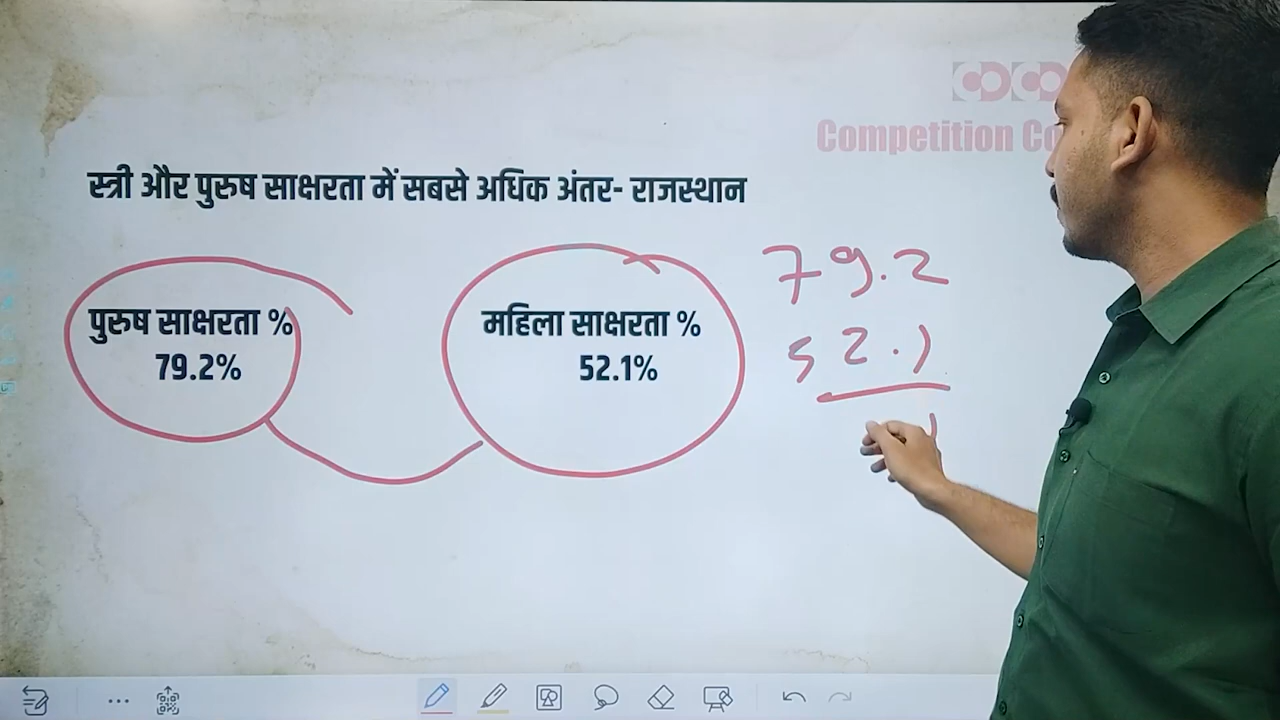 Competition Co
स्त्री और पुरुष साक्षरता में सबसे अधिक अंतर- राजस्थान
पुरुष साक्षरता %
79.2%
महिला साक्षरता %
52.1%
79.2
52.1
1